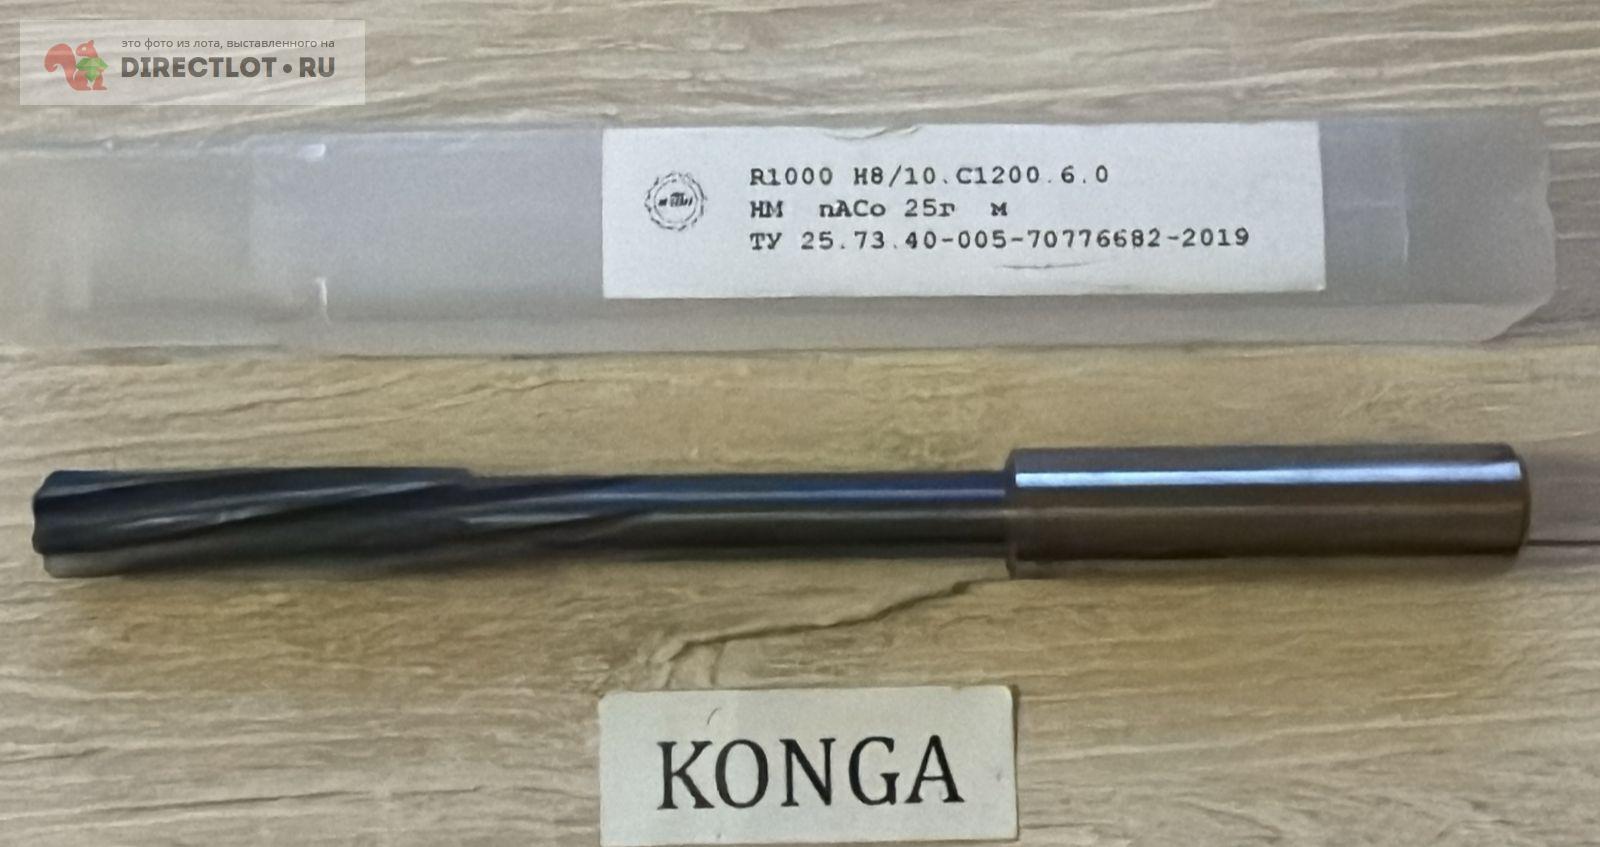 это фото из лота, выставленного на
DIRECTLOT•RU
R1000 H8/10.C1200.6.0
HM nACo 25г м
ТУ 25.73.40-005-70776682-2019
KONGA